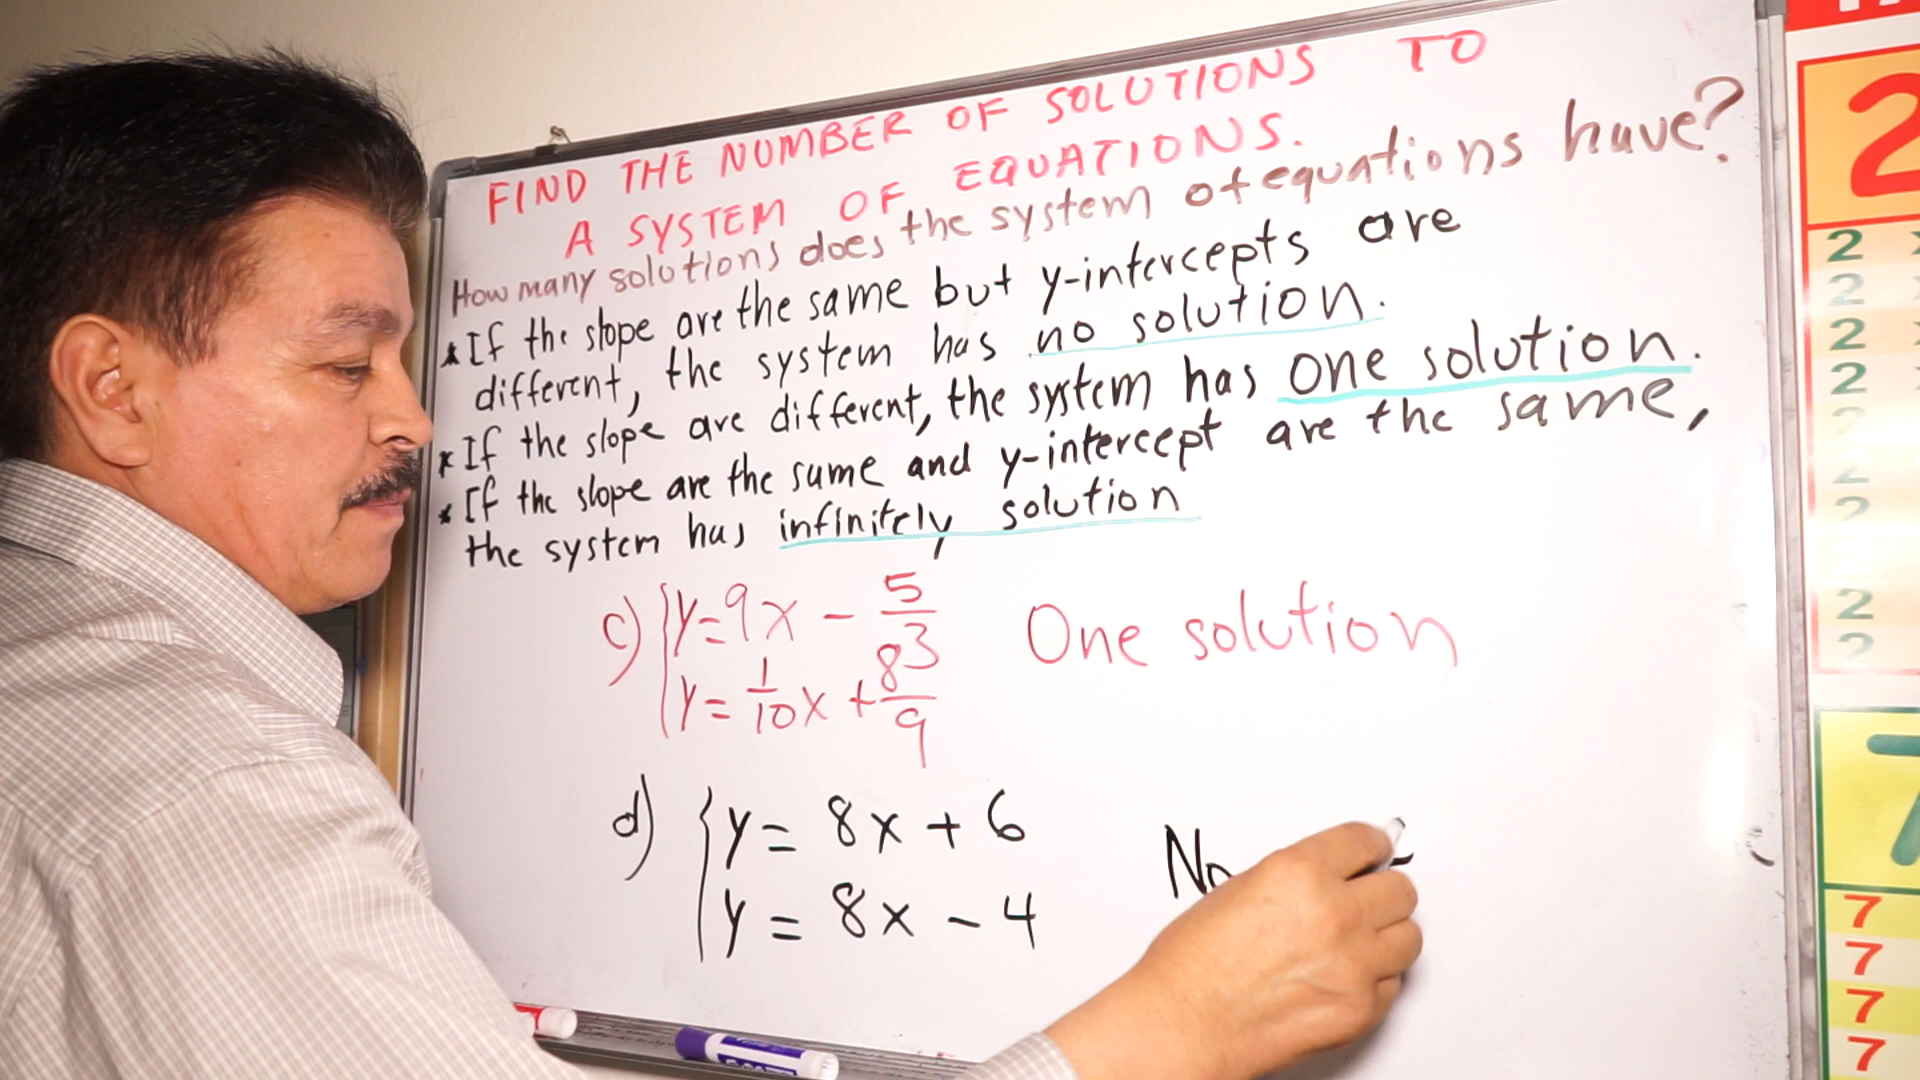 FIND THE NUMBER OF SOLUTIONS TO
A SYSTEM OF EQUATIONS.
How many solutions does the system of equations have?
*If the slope are the same but y-intercepts are
different, the system has no solution.
*If the slope are different, the system has one solution.
*If the slope are the same and y-intercept are the same,
the system has infinitely solution
c) y=9x - 5/8
y= 1/10x + 83/9
One solution
d) { y = 8x + 6
y = 8x - 4
No
2
2
2
2
2
2
2
7
7
7
7
7